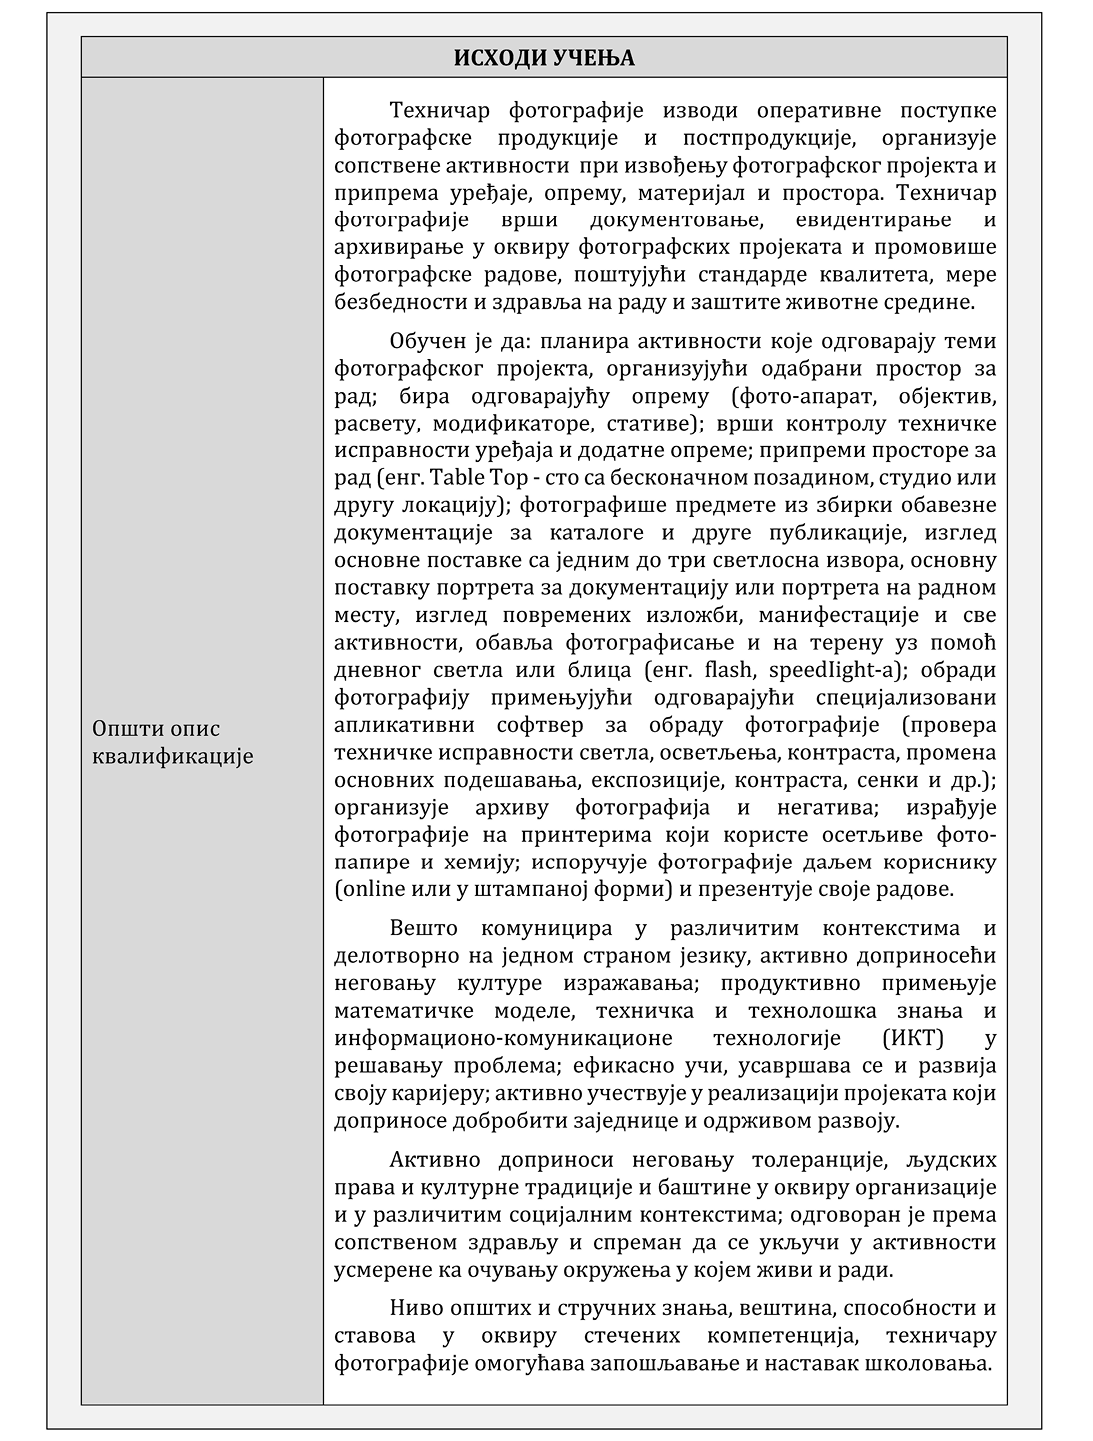 ИСХОДИ УЧЕЊА
Општи опис
квалификације
Техничар фотографије изводи оперативне поступке
фотографске продукције и постпродукције, организује
сопствене активности при извођењу фотографског пројекта и
припрема уређаје, опрему, материјал и простора. Техничар
фотографије врши документовање, евидентирање и
архивирање у оквиру фотографских пројеката и промовише
фотографске радове, поштујући стандарде квалитета, мере
безбедности и здравља на раду и заштите животне средине.
Обучен је да: планира активности које одговарају теми
фотографског пројекта, организујући одабрани простор за
рад; бира одговарајућу опрему (фото-апарат, објектив,
расвету, модификаторе, стативе); врши контролу техничке
исправности уређаја и додатне опреме; припреми просторе за
рад (енг. Table Top - сто са бесконачном позадином, студио или
другу локацију); фотографише предмете из збирки обавезне
документације за каталоге и друге публикације, изглед
основне поставке са једним до три светлосна извора, основну
поставку портрета за документацију или портрета на радном
месту, изглед повремених изложби, манифестације и све
активности, обавља фотографисање и на терену уз помоћ
дневног светла или блица (енг. flash, speedIight-а); обради
фотографију примењујући одговарајући специјализовани
апликативни софтвер за обраду фотографије (провера
техничке исправности светла, осветљења, контраста, промена
основних подешавања, експозиције, контраста, сенки и др.);
организује архиву фотографија и негатива; израђује
фотографије на принтерима који користе осетљиве фото-
папире и хемију; испоручује фотографије даљем кориснику
(online или у штампаној форми) и презентује своје радове.
Вешто комуницира у различитим контекстима и
делотворно на једном страном језику, активно доприносећи
неговању културе изражавања; продуктивно примењује
математичке моделе, техничка и технолошка знања и
информационо-комуникационе технологије (ИКТ) у
решавању проблема; ефикасно учи, усавршава се и развија
своју каријеру; активно учествује у реализацији пројеката који
доприносе добробити заједнице и одрживом развоју.
Активно доприноси неговању толеранције, људских
права и културне традиције и баштине у оквиру организације
и у различитим социјалним контекстима; одговоран је према
сопственом здрављу и спреман да се укључи у активности
усмерене ка очувању окружења у којем живи и ради.
Ниво општих и стручних знања, вештина, способности и
ставова у оквиру стечених компетенција, техничару
фотографије омогућава запошљавање и наставак школовања.